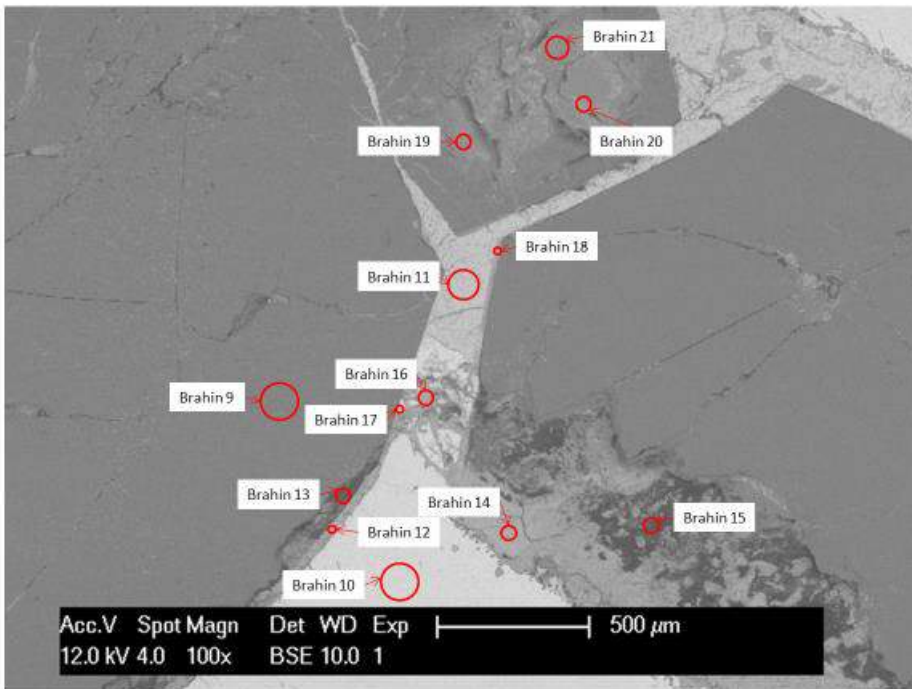 Brahin 21
Brahin 19
Brahin 20
Brahin 18
Brahin 11
Brahin 16
Brahin 9
Brahin 17
Brahin 13
Brahin 14
Brahin 15
Brahin 12
Brahin 10
Acc.V Spot Magn Det WD Exp 500 µm
12.0 kV 4.0 100x BSE 10.0 1